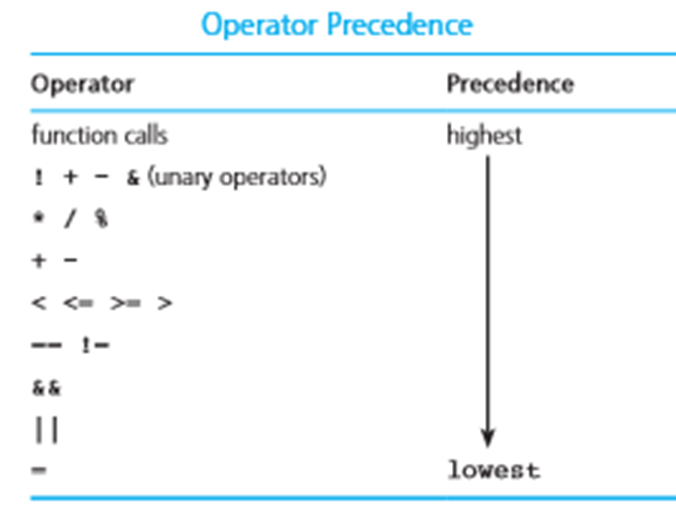 Operator Precedence
Operator Precedence
function calls highest
! + - & (unary operators)
* / %
+ -
< <= >= >
== !=
&&
||
= lowest